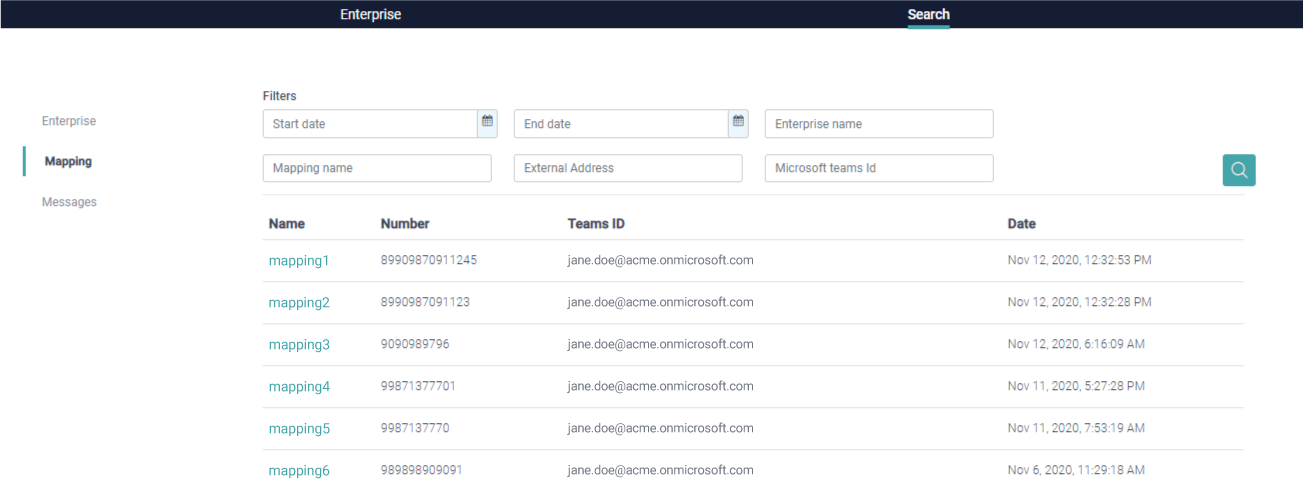 Enterprise Search
Filters
Enterprise
Start date End date Enterprise name
Mapping
Mapping name External Address Microsoft teams Id
Messages
Name Number Teams ID Date
mapping1 89909870911245 jane.doe@acme.onmicrosoft.com Nov 12, 2020, 12:32:53 PM
mapping2 8990987091123 jane.doe@acme.onmicrosoft.com Nov 12, 2020, 12:32:28 PM
mapping3 9090989796 jane.doe@acme.onmicrosoft.com Nov 12, 2020, 6:16:09 AM
mapping4 99871377701 jane.doe@acme.onmicrosoft.com Nov 11, 2020, 5:27:28 PM
mapping5 9987137770 jane.doe@acme.onmicrosoft.com Nov 11, 2020, 7:53:19 AM
mapping6 989898909091 jane.doe@acme.onmicrosoft.com Nov 6, 2020, 11:29:18 AM